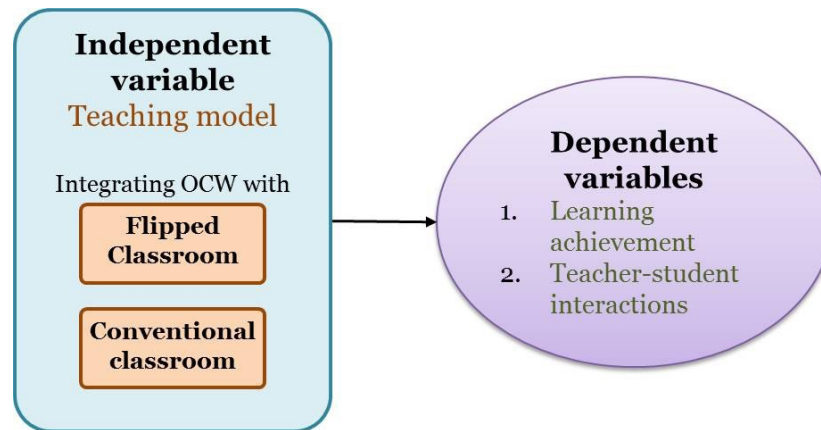 Independent
variable
Teaching model
Integrating OCW with
Flipped
Classroom
Conventional
classroom
Dependent
variables
1. Learning
achievement
2. Teacher-student
interactions